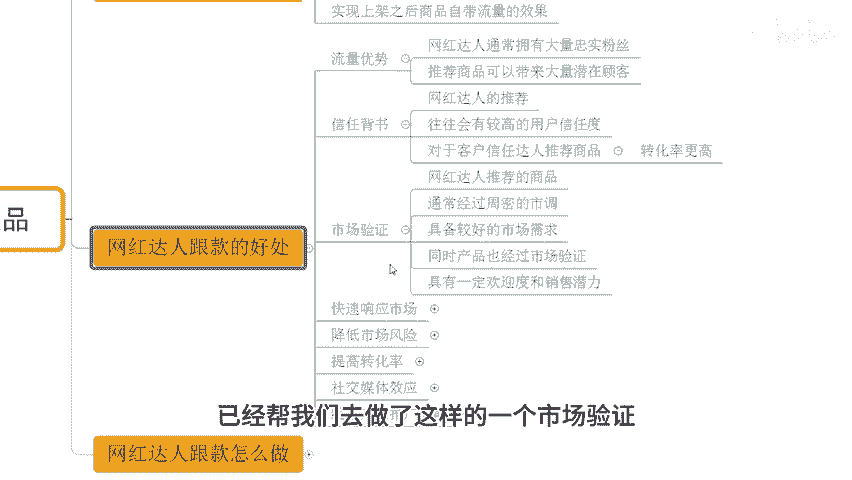 实现上架之后商品自带流量的效果
流量优势
网红达人通常拥有大量忠实粉丝
推荐商品可以带来大量潜在顾客
信任背书
网红达人的推荐
往往会有较高的用户信任度
对于客户信任达人推荐商品
转化率更高
品
网红达人跟款的好处
市场验证
网红达人推荐的商品
通常经过周密的市调
具备较好的市场需求
同时产品也经过市场验证
具有一定欢迎度和销售潜力
快速响应市场
降低市场风险
提高转化率
社交媒体效应
已经帮我们去做了这样的一个市场验证
网红达人跟款怎么做